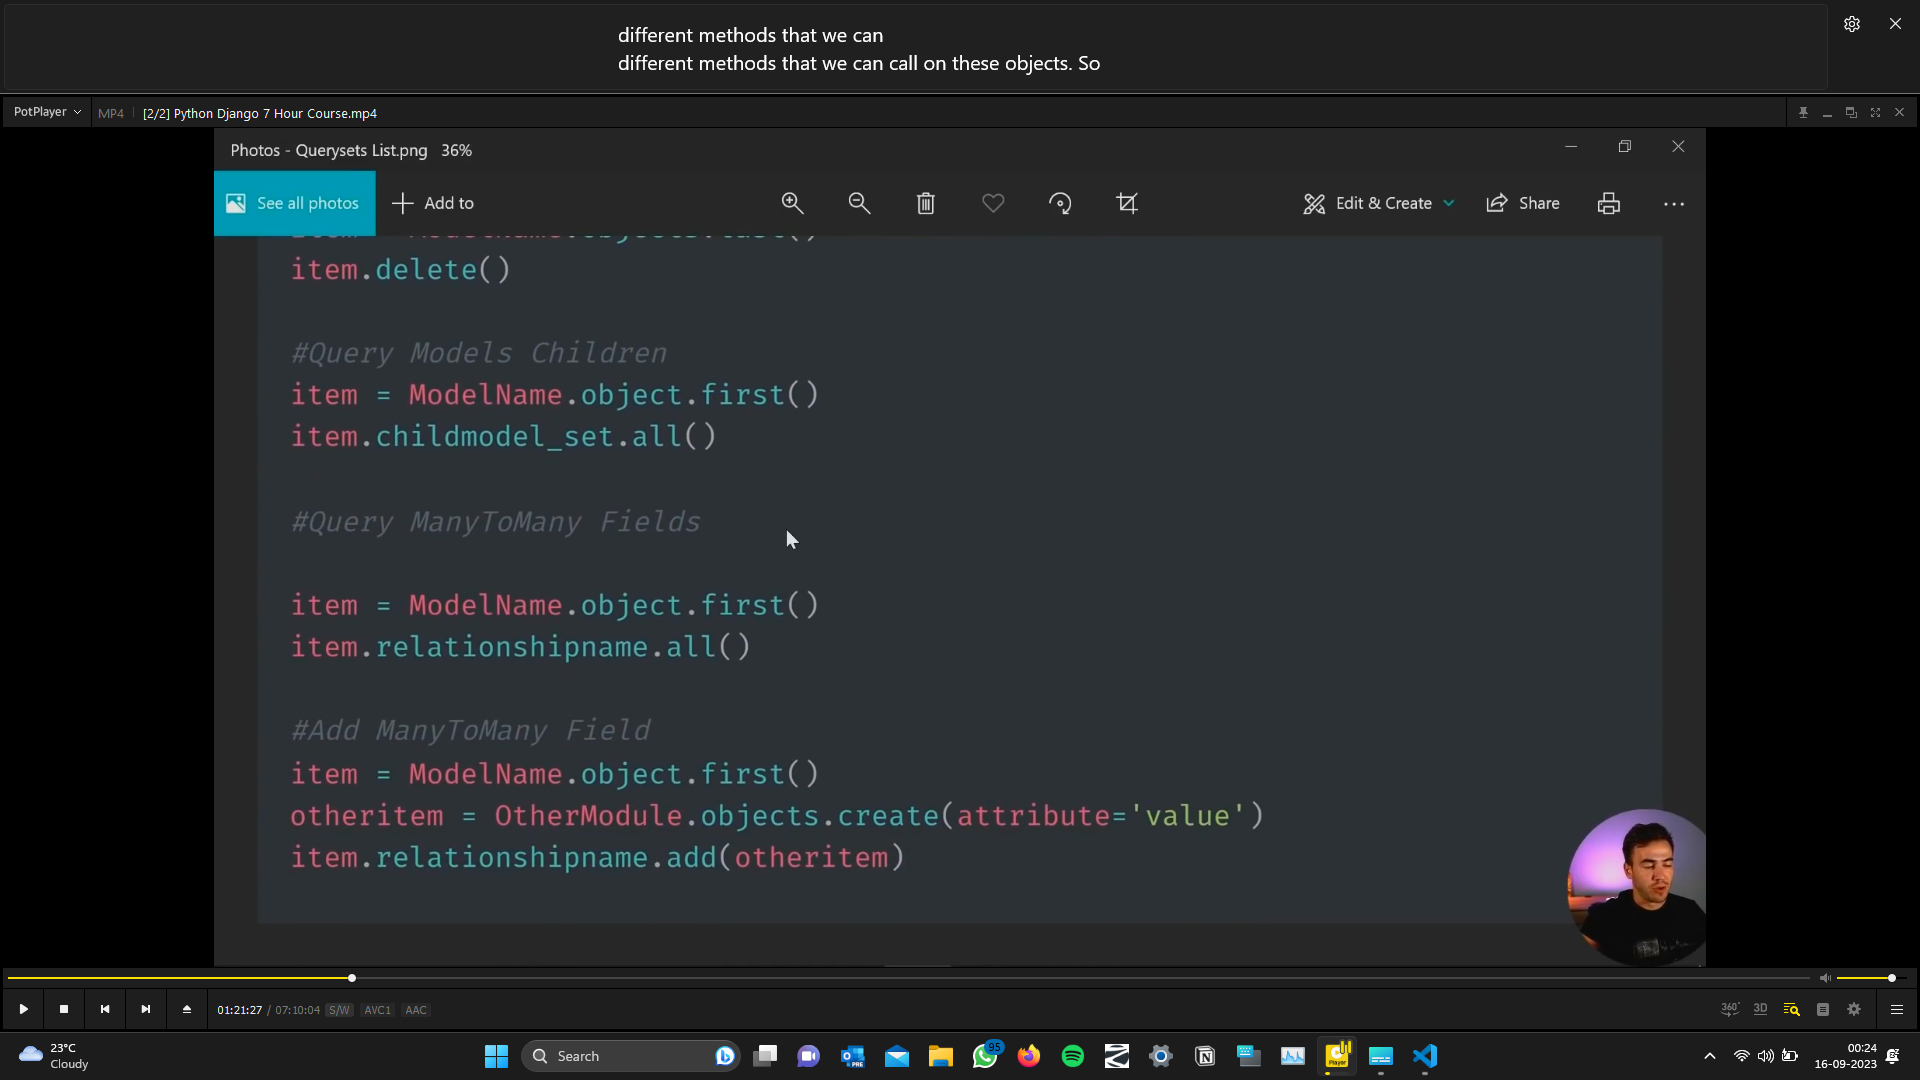 different methods that we can
different methods that we can call on these objects. So
PotPlayer MP4 [2/2] Python Django 7 Hour Course.mp4
Photos - Querysets List.png 36%
See all photos Add to Edit & Create Share
item.delete()
#Query Models Children
item = ModelName.object.first()
item.childmodel_set.all()
#Query ManyToMany Fields
item = ModelName.object.first()
item.relationshipname.all()
#Add ManyToMany Field
item = ModelName.object.first()
otheritem = OtherModule.objects.create(attribute='value')
item.relationshipname.add(otheritem)
01:21:27 / 07:10:04 S/W AVC1 AAC 360° 3D
23°C
Cloudy
Search
95
PRE
00:24
16-09-2023